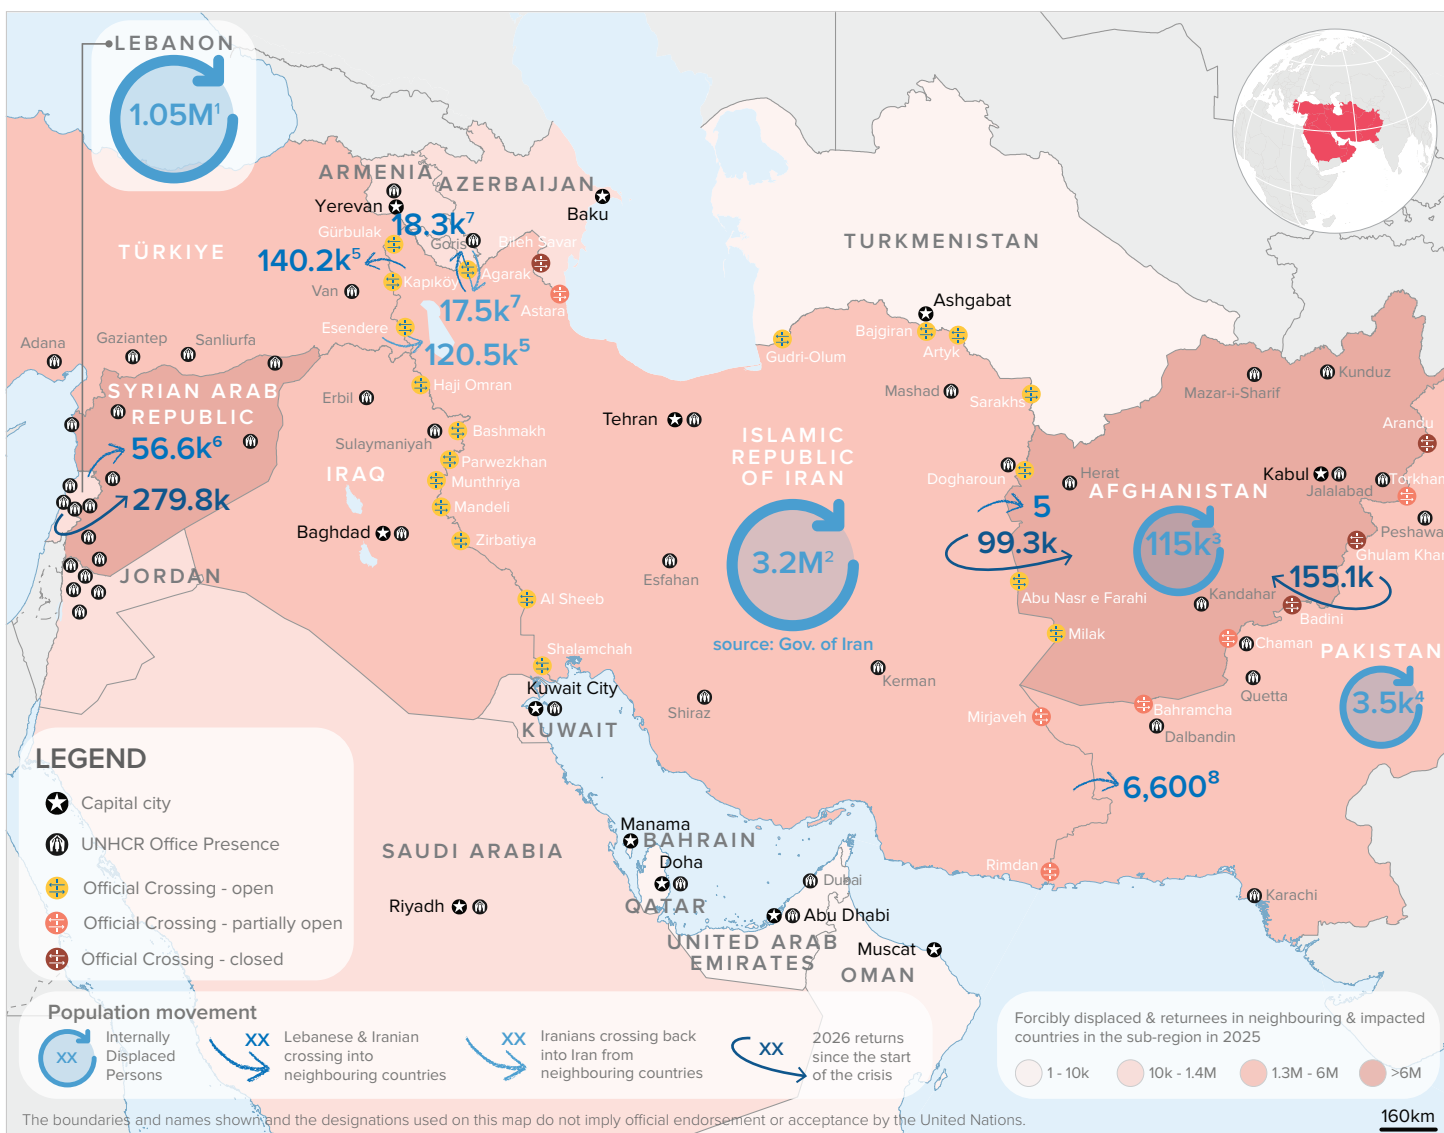 LEBANON
1.05M1
ARMENIA
AZERBAIJAN
Yerevan
Baku
18.3k7
Gürbulak
Goris
Bileh Savar
TÜRKIYE
140.2k5
TURKMENISTAN
Kapıköy
Agarak
Van
17.5k7
Astara
Ashgabat
Esendere
Bajgiran
Artyk
Gudri-Olum
Adana
Gaziantep
Sanliurfa
120.5k5
Haji Omran
Mashad
Sarakhs
Mazar-i-Sharif
Kunduz
SYRIAN ARAB
REPUBLIC
Erbil
Tehran
Arandu
56.6k6
Sulaymaniyah
Bashmakh
ISLAMIC
REPUBLIC
OF IRAN
Parwezkhan
IRAQ
Munthriya
Dogharoun
Herat
Kabul
Jalalabad
Torkham
AFGHANISTAN
279.8k
Mandeli
5
Peshawa
Baghdad
Zirbatiya
99.3k
115k3
Ghulam Khan
3.2M2
JORDAN
Esfahan
155.1k
Al Sheeb
Abu Nasr e Farahi
Kandahar
Badini
source: Gov. of Iran
Milak
Chaman
PAKISTAN
Shalamchah
Kerman
Quetta
Kuwait City
Shiraz
Mirjaveh
Bahramcha
3.5k4
KUWAIT
Dalbandin
6,6008
LEGEND
Capital city
UNHCR Office Presence
Official Crossing - open
Official Crossing - partially open
Official Crossing - closed
Manama
BAHRAIN
SAUDI ARABIA
Doha
Rimdan
Dubai
Karachi
QATAR
Riyadh
Abu Dhabi
UNITED ARAB
EMIRATES
Muscat
OMAN
Population movement
XX
Internally
Displaced
Persons
XX
Lebanese & Iranian
crossing into
neighbouring countries
XX
Iranians crossing back
into Iran from
neighbouring countries
XX
2026 returns
since the start
of the crisis
Forcibly displaced & returnees in neighbouring & impacted
countries in the sub-region in 2025
1 - 10k
10k - 1.4M
1.3M - 6M
>6M
The boundaries and names shown and the designations used on this map do not imply official endorsement or acceptance by the United Nations.
160km